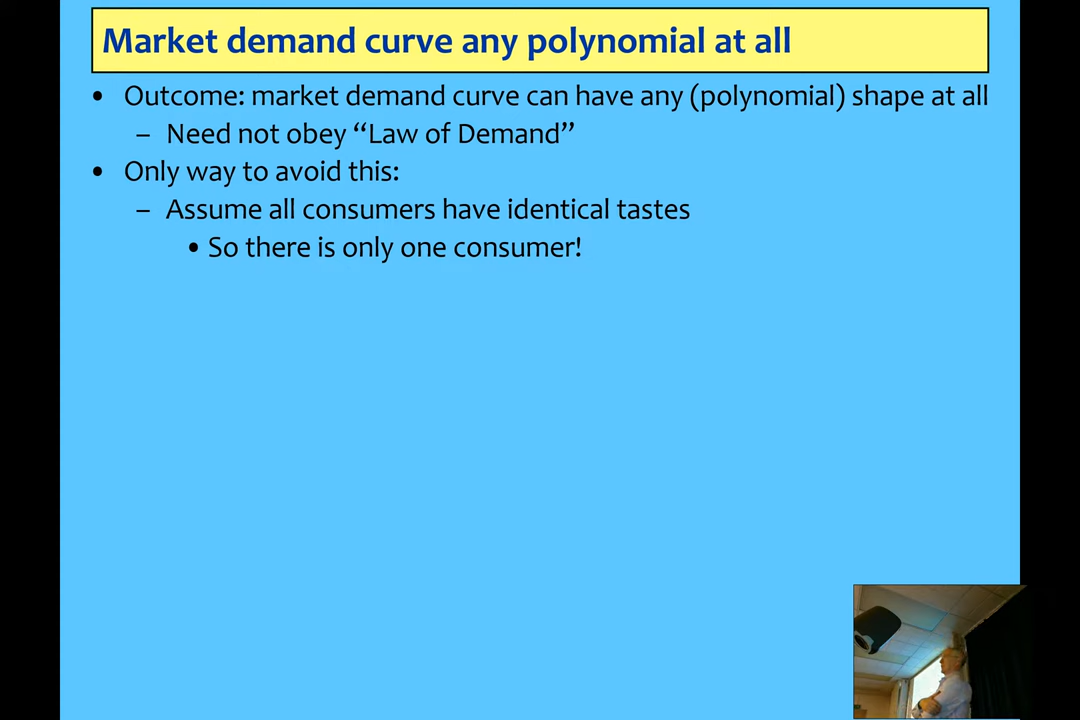 Market demand curve any polynomial at all
• Outcome: market demand curve can have any (polynomial) shape at all
– Need not obey “Law of Demand”
• Only way to avoid this:
– Assume all consumers have identical tastes
• So there is only one consumer!